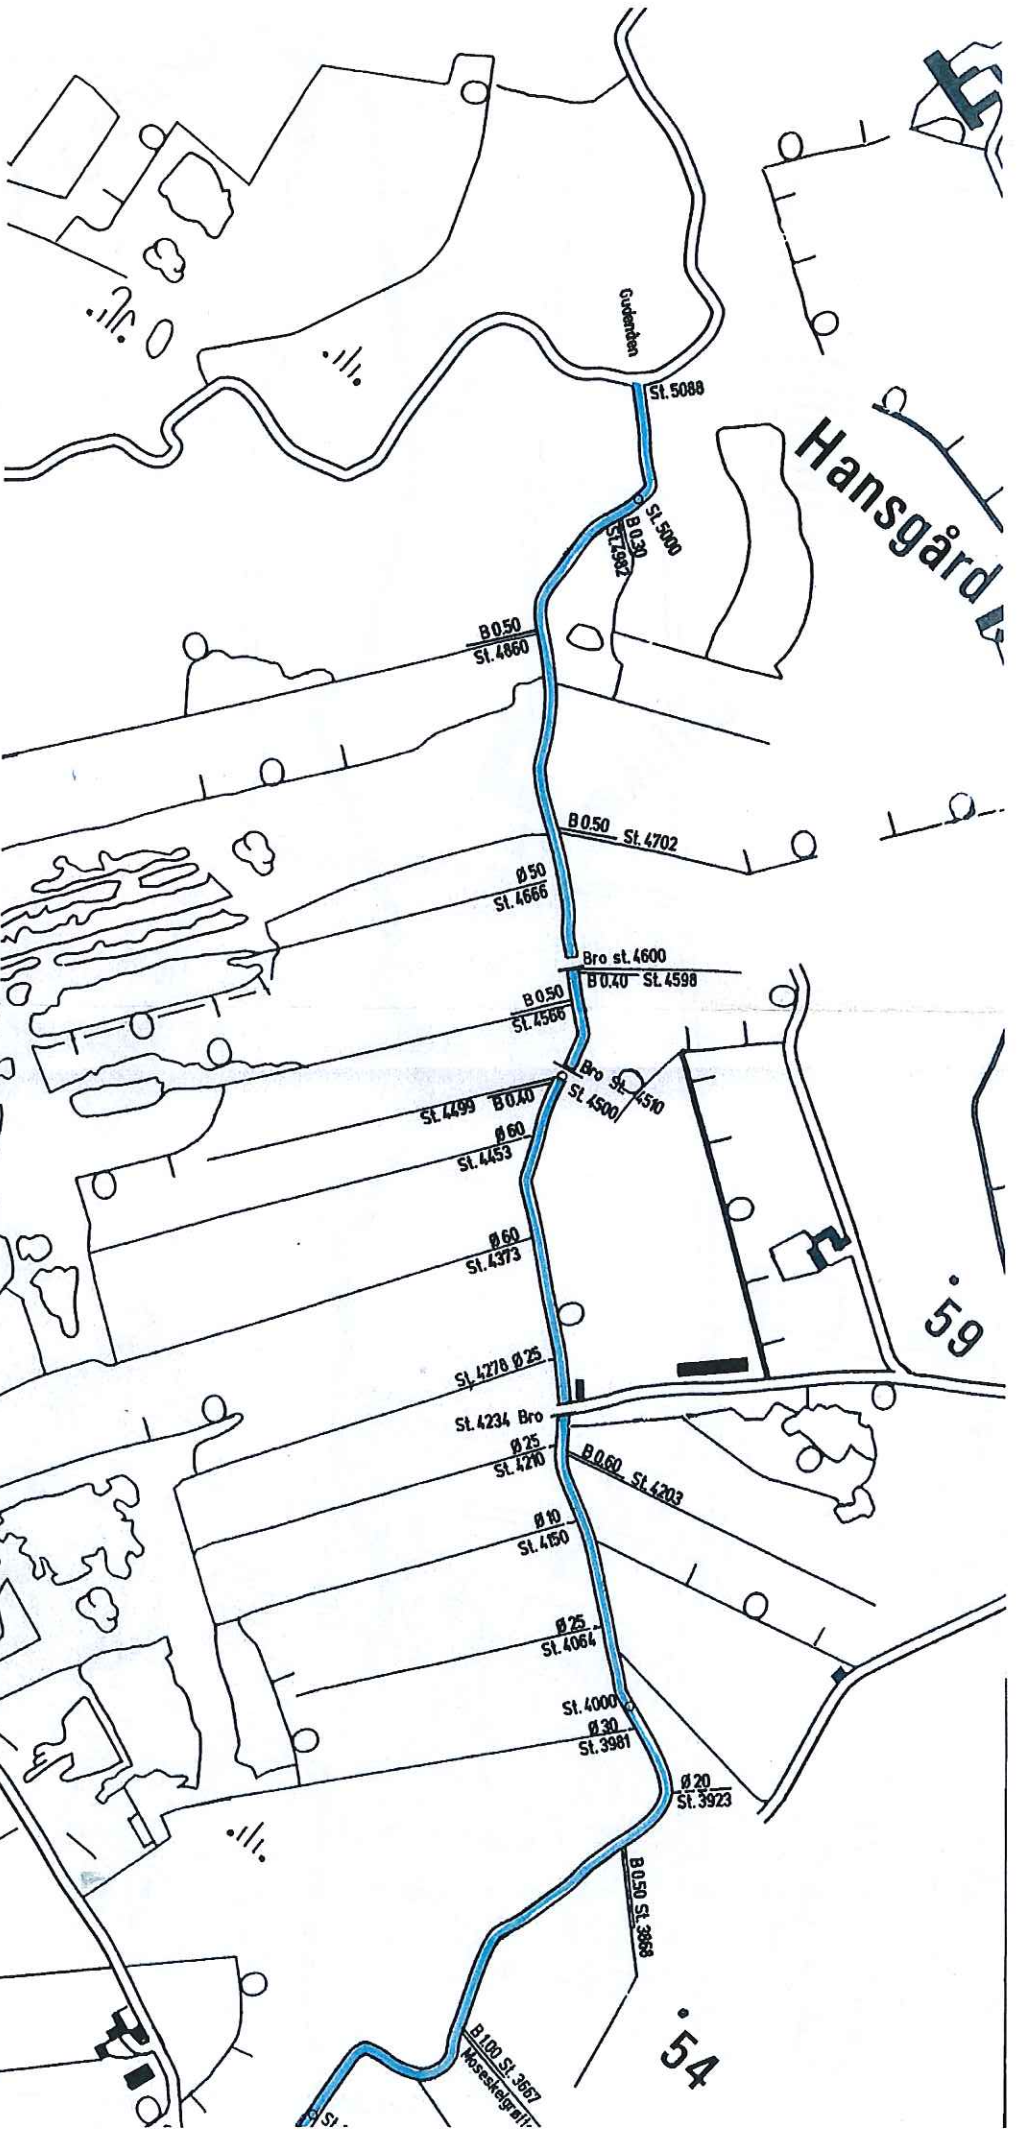 Gudenåen
St. 5088
Hansgård
St. 5000
B 0.30
St. 4982
B 0.50
St. 4860
B 0.50 St. 4702
Ø 50
St. 4666
Bro st. 4600
B 0.40 St. 4598
B 0.50
St. 4566
Bro St. 4510
St. 4500
St. 4499 B 0.40
Ø 60
St. 4453
Ø 60
St. 4373
59
St. 4278 Ø 25
St. 4234 Bro
Ø 25
St. 4210
B 0.60 St. 4203
Ø 10
St. 4150
Ø 25
St. 4064
St. 4000
Ø 30
St. 3981
Ø 20
St. 3923
B 0.50 St. 3868
54
B 1.00 St. 3667
St.